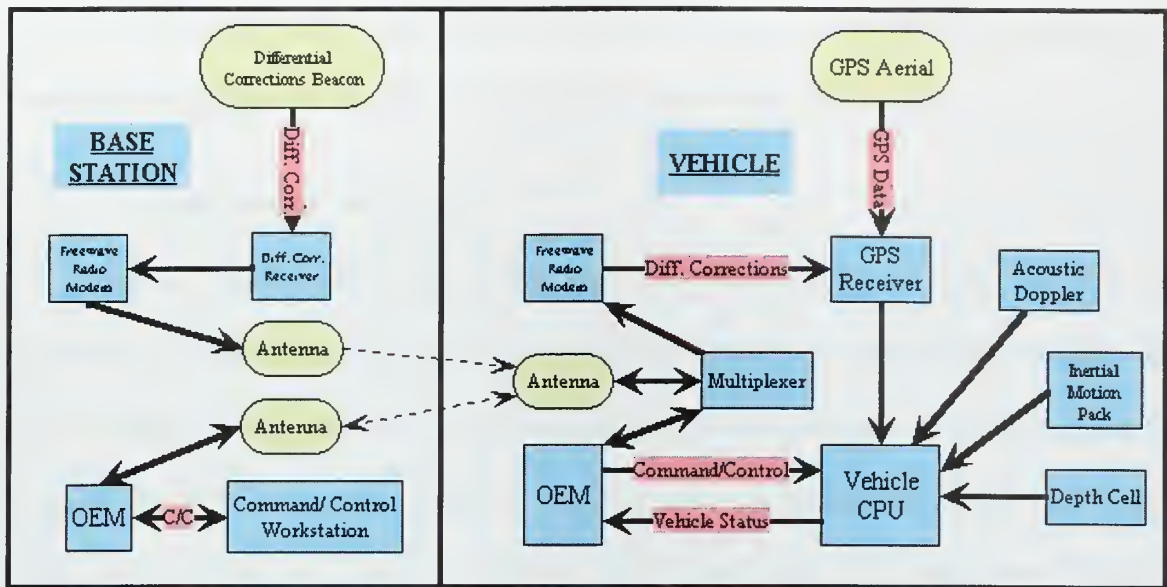 Differential
Corrections Beacon
Diff. Corr.
BASE
STATION
Freewave
Radio
Modem
Diff. Corr.
Receiver
Antenna
Antenna
OEM
C/C
Command/ Control
Workstation
GPS Aerial
GPS Data
VEHICLE
Freewave
Radio
Modem
Diff. Corrections
GPS
Receiver
Acoustic
Doppler
Antenna
Multiplexer
Inertial
Motion
Pack
OEM
Command/Control
Vehicle Status
Vehicle
CPU
Depth Cell